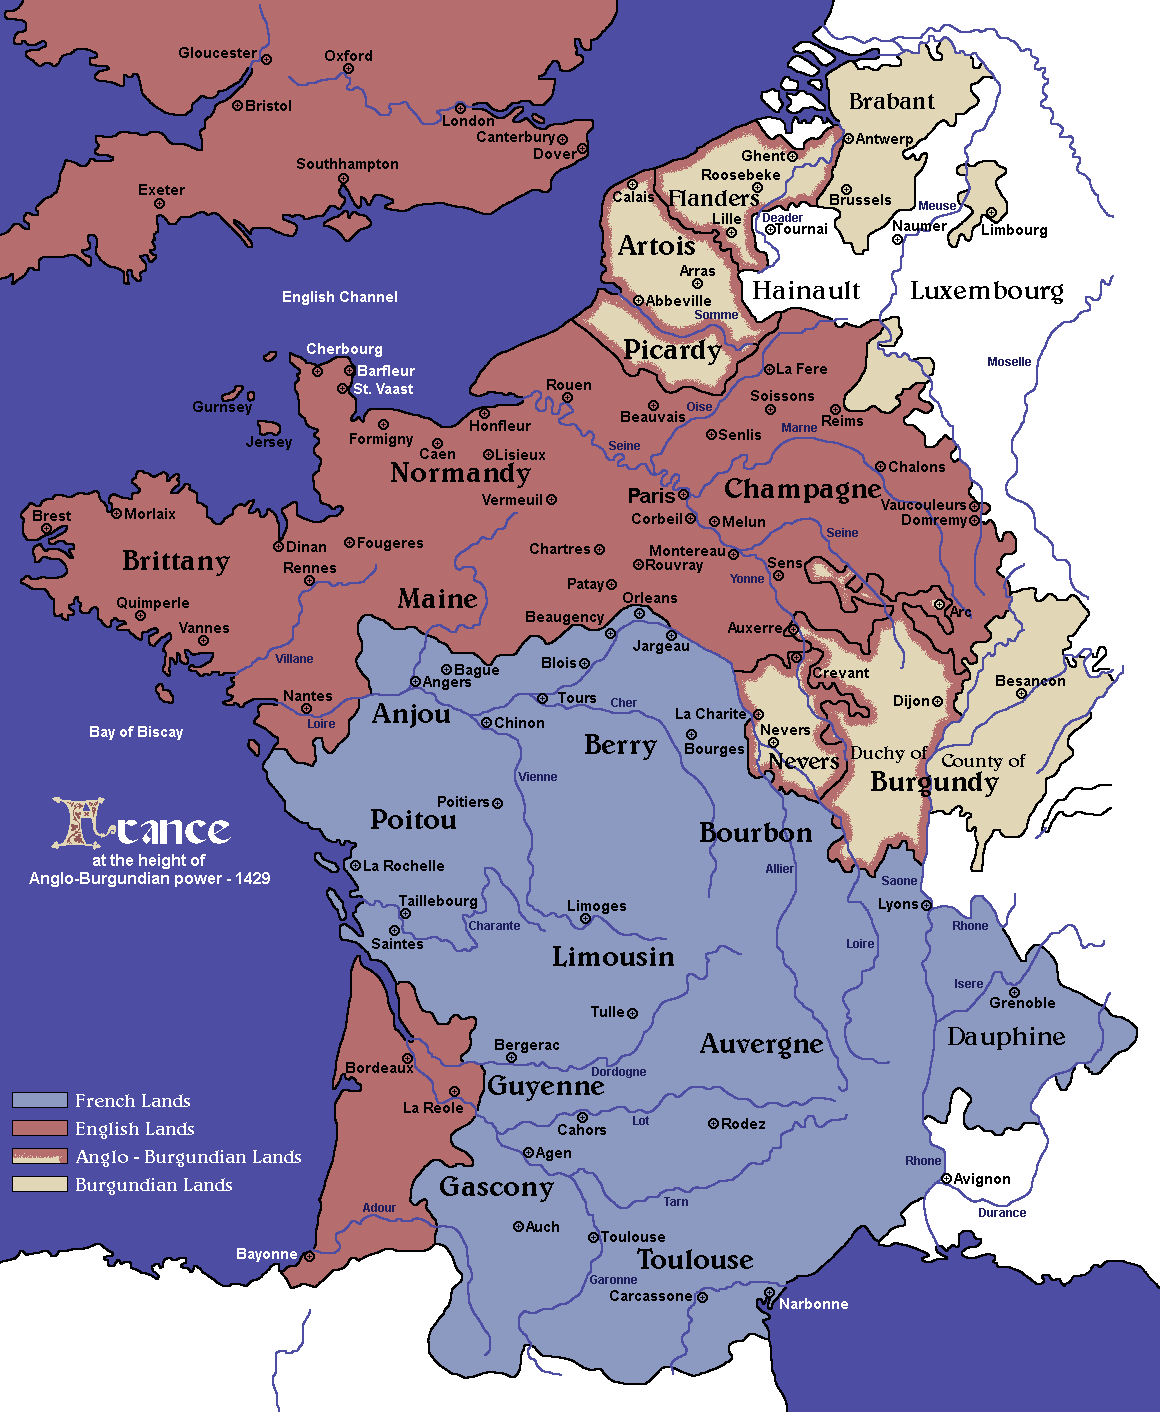 Gloucester
Oxford
Bristol
London
Canterbury
Dover
Southhampton
Exeter
English Channel
Brabant
Antwerp
Ghent
Roosebeke
Calais
Flanders
Brussels
Lille
Deader
Tournai
Meuse
Naumer
Limbourg
Artois
Arras
Abbeville
Somme
Hainault
Luxembourg
Picardy
Moselle
Cherbourg
Barfleur
St. Vaast
Gurnsey
Jersey
Rouen
La Fere
Beauvais
Oise
Soissons
Reims
Honfleur
Formigny
Caen
Lisieux
Seine
Senlis
Marne
Normandy
Chalons
Vermeuil
Paris
Champagne
Vaucouleurs
Domremy
Corbeil
Melun
Seine
Brest
Morlaix
Dinan
Fougeres
Brittany
Rennes
Chartres
Montereau
Rouvray
Sens
Yonne
Patay
Quimperle
Maine
Orleans
Beaugency
Arc
Vannes
Auxerre
Jargeau
Villane
Bague
Angers
Blois
Crevant
Besancon
Nantes
Loire
Tours
Cher
Dijon
Anjou
Chinon
La Charite
Bay of Biscay
Berry
Bourges
Nevers
Nevers
Duchy of
County of
Burgundy
Vienne
Poitiers
Poitou
Bourbon
France
at the height of
Anglo-Burgundian power - 1429
La Rochelle
Allier
Saone
Taillebourg
Limoges
Lyons
Charante
Rhone
Saintes
Loire
Limousin
Isere
Grenoble
Tulle
Dauphine
Auvergne
Bergerac
Bordeaux
Dordogne
Guyenne
La Reole
French Lands
English Lands
Anglo - Burgundian Lands
Burgundian Lands
Cahors
Lot
Rodez
Agen
Rhone
Avignon
Gascony
Tarn
Adour
Durance
Auch
Toulouse
Bayonne
Toulouse
Garonne
Carcassone
Narbonne